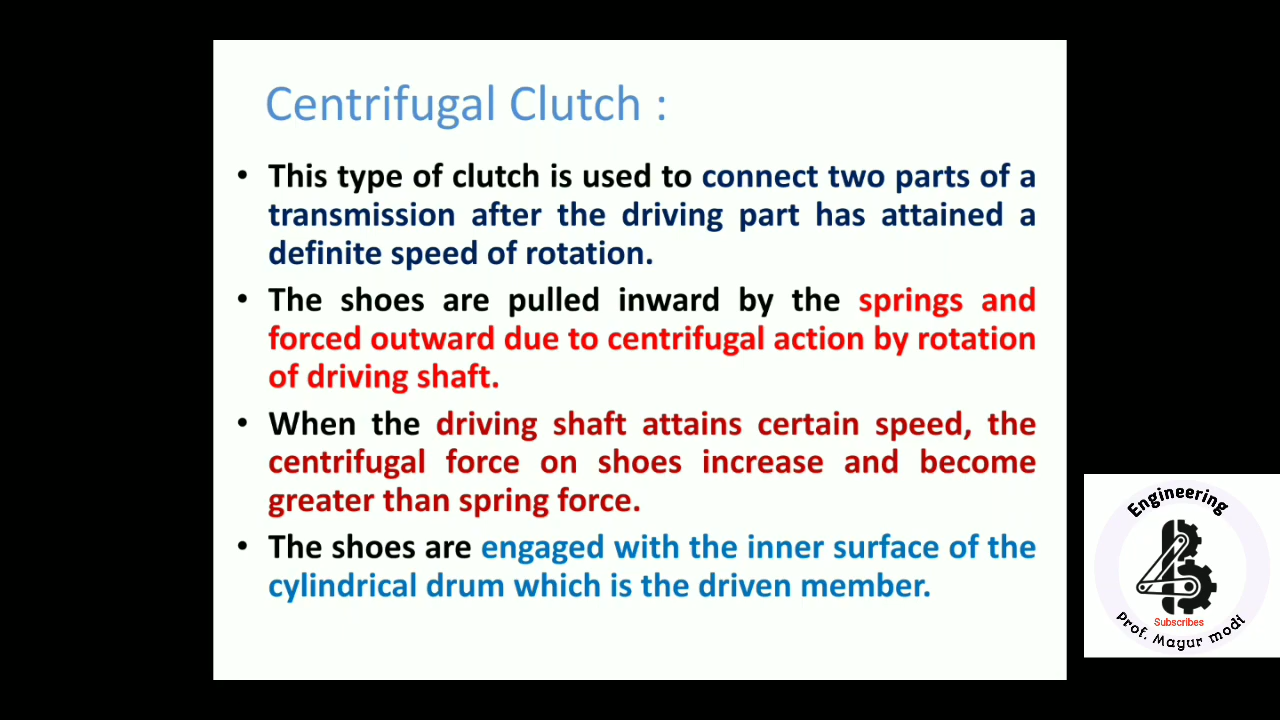 Centrifugal Clutch :
• This type of clutch is used to connect two parts of a
transmission after the driving part has attained a
definite speed of rotation.
• The shoes are pulled inward by the springs and
forced outward due to centrifugal action by rotation
of driving shaft.
• When the driving shaft attains certain speed, the
centrifugal force on shoes increase and become
greater than spring force.
• The shoes are engaged with the inner surface of the
cylindrical drum which is the driven member.
Engineering
Subscribes
Prof. Mayur modi